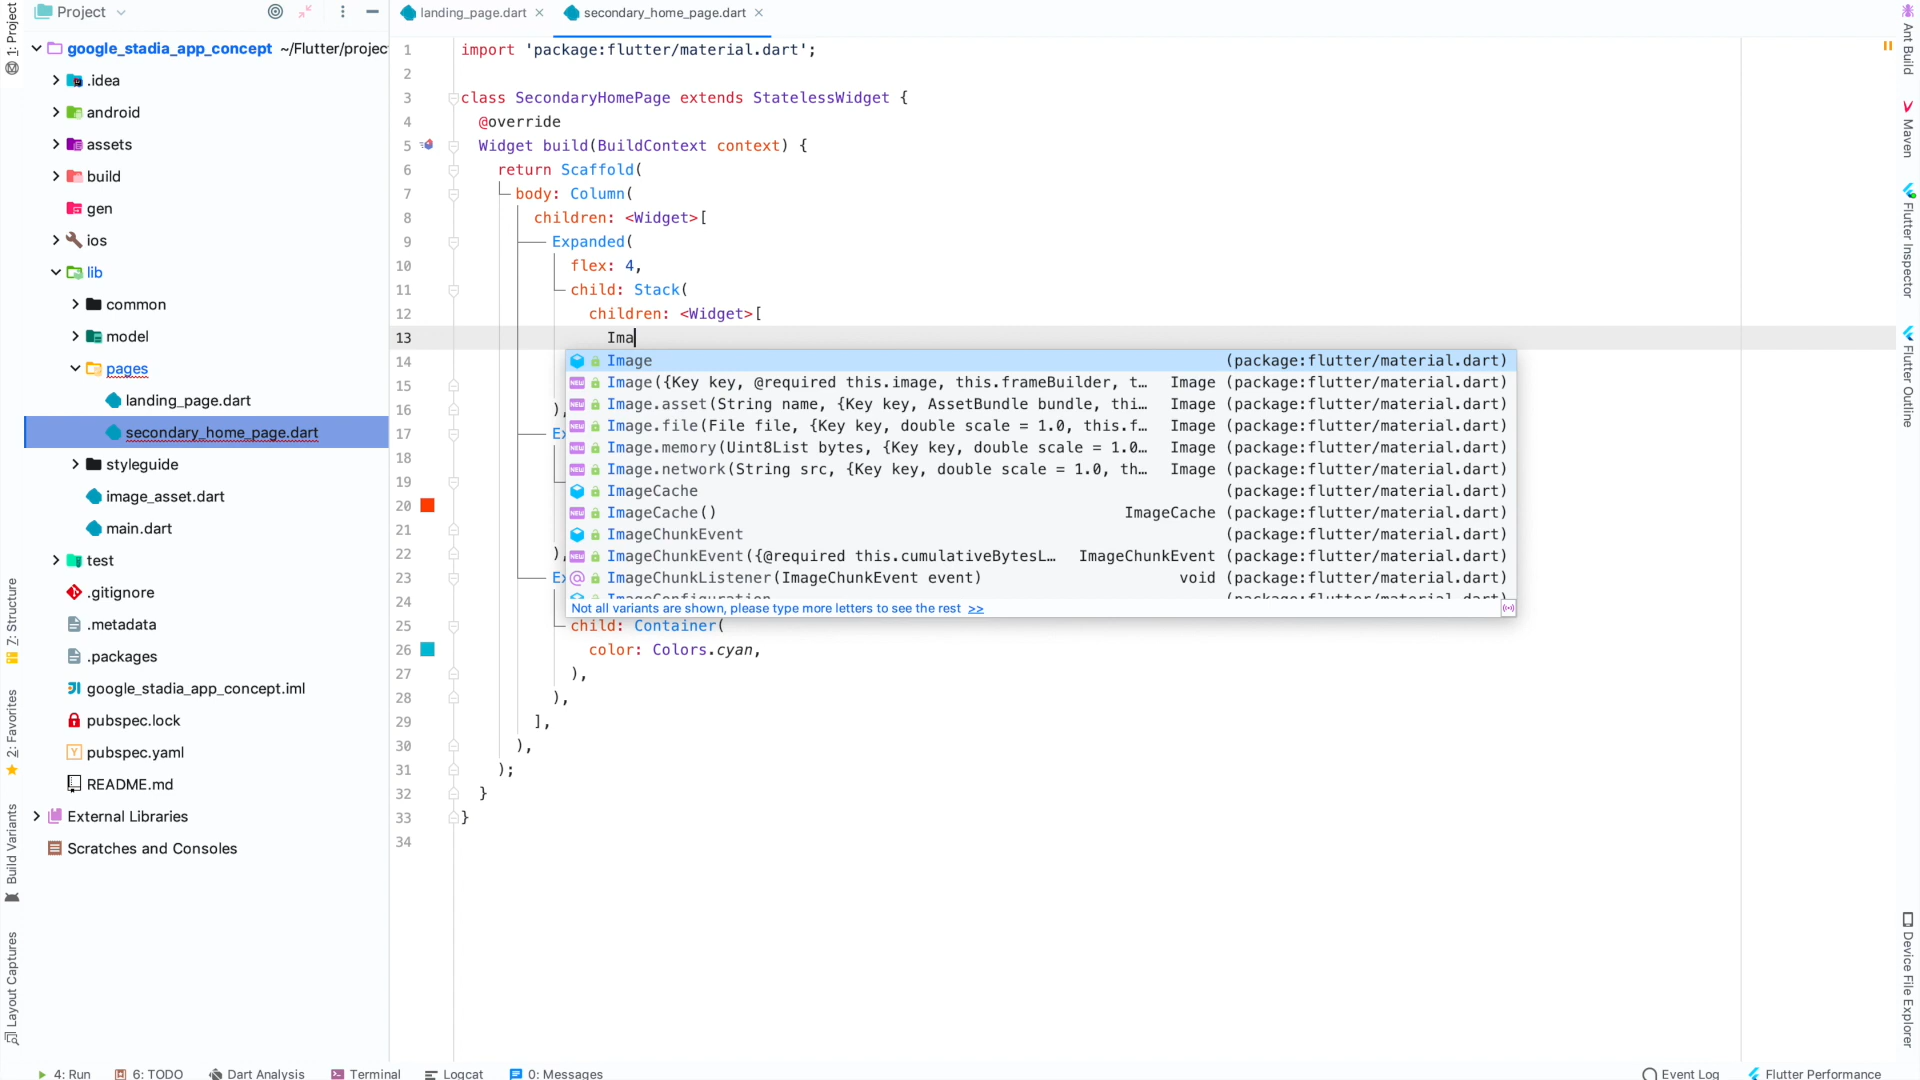 1: Project
Project
google_stadia_app_concept ~/Flutter/projec
.idea
android
assets
build
gen
ios
lib
common
model
pages
landing_page.dart
secondary_home_page.dart
styleguide
image_asset.dart
main.dart
test
.gitignore
.metadata
.packages
google_stadia_app_concept.iml
pubspec.lock
pubspec.yaml
README.md
External Libraries
Scratches and Consoles
Z: Structure
2: Favorites
Build Variants
Layout Captures
landing_page.dart
secondary_home_page.dart
1 import 'package:flutter/material.dart';
2
3 class SecondaryHomePage extends StatelessWidget {
4 @override
5 Widget build(BuildContext context) {
6 return Scaffold(
7 body: Column(
8 children: <Widget>[
9 Expanded(
10 flex: 4,
11 child: Stack(
12 children: <Widget>[
13 Ima
14
15
16 ),
17 Ex
18
19
20
21
22 ),
23 Ex
24
25 child: Container(
26 color: Colors.cyan,
27 ),
28 ),
29 ],
30 ),
31 );
32 }
33 }
34
Image (package:flutter/material.dart)
Image({Key key, @required this.image, this.frameBuilder, t… Image (package:flutter/material.dart)
Image.asset(String name, {Key key, AssetBundle bundle, thi… Image (package:flutter/material.dart)
Image.file(File file, {Key key, double scale = 1.0, this.f… Image (package:flutter/material.dart)
Image.memory(Uint8List bytes, {Key key, double scale = 1.0… Image (package:flutter/material.dart)
Image.network(String src, {Key key, double scale = 1.0, th… Image (package:flutter/material.dart)
ImageCache (package:flutter/material.dart)
ImageCache() ImageCache (package:flutter/material.dart)
ImageChunkEvent (package:flutter/material.dart)
ImageChunkEvent({@required this.cumulativeBytesL… ImageChunkEvent (package:flutter/material.dart)
ImageChunkListener(ImageChunkEvent event) void (package:flutter/material.dart)
ImageConfiguration (package:flutter/material.dart)
Not all variants are shown, please type more letters to see the rest >>
Ant Build
Maven
Flutter Inspector
Flutter Outline
Device File Explorer
4: Run 6: TODO Dart Analysis Terminal Logcat 0: Messages Event Log Flutter Performance